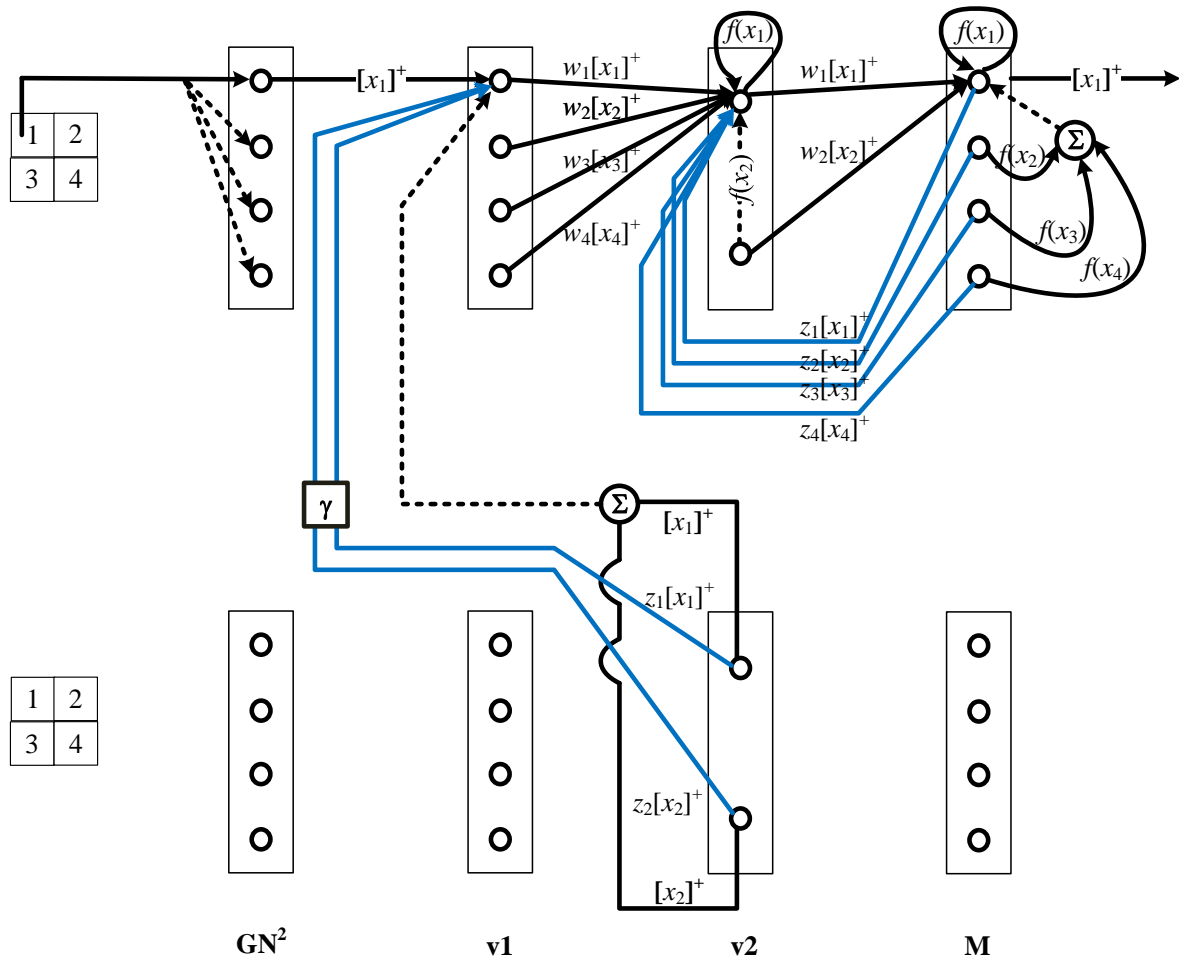 f(x₁) f(x₁)
[x₁]⁺ w₁[x₁]⁺ w₁[x₁]⁺ [x₁]⁺
w₂[x₂]⁺
1 2
3 4
w₃[x₃]⁺ w₂[x₂]⁺ f(x₂) Σ
f(x₂)
w₄[x₄]⁺ f(x₃)
f(x₄)
z₁[x₁]⁺
z₂[x₂]⁺
z₃[x₃]⁺
z₄[x₄]⁺
γ Σ
[x₁]⁺
z₁[x₁]⁺
1 2
3 4
z₂[x₂]⁺
[x₂]⁺
GN² v1 v2 M